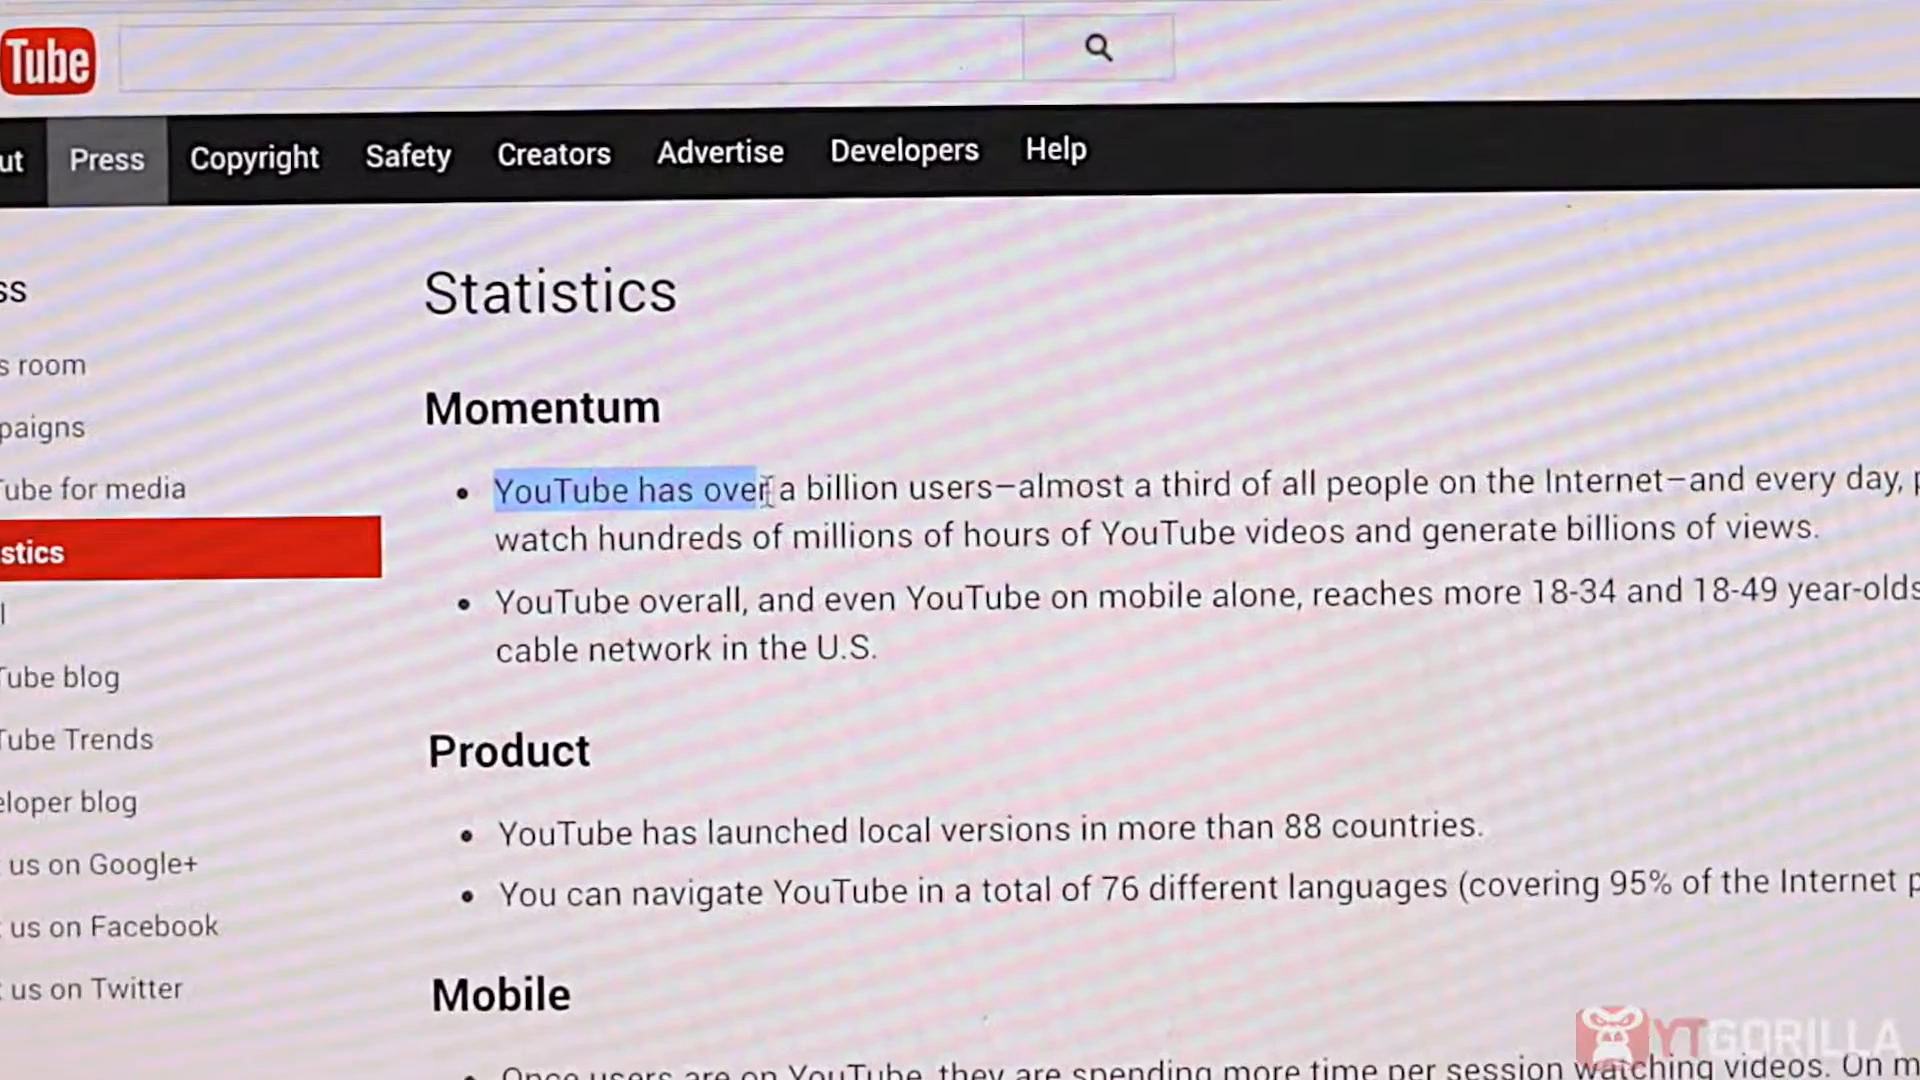 Tube
ut Press Copyright Safety Creators Advertise Developers Help
ss
s room
paigns
Tube for media
stics
Tube blog
Tube Trends
eloper blog
us on Google+
us on Facebook
us on Twitter
Statistics
Momentum
• YouTube has over a billion users—almost a third of all people on the Internet—and every day, p
watch hundreds of millions of hours of YouTube videos and generate billions of views.
• YouTube overall, and even YouTube on mobile alone, reaches more 18-34 and 18-49 year-olds
cable network in the U.S.
Product
• YouTube has launched local versions in more than 88 countries.
• You can navigate YouTube in a total of 76 different languages (covering 95% of the Internet p
Mobile
• Once users are on YouTube, they are spending more time per session watching videos. On m
YTGORILLA